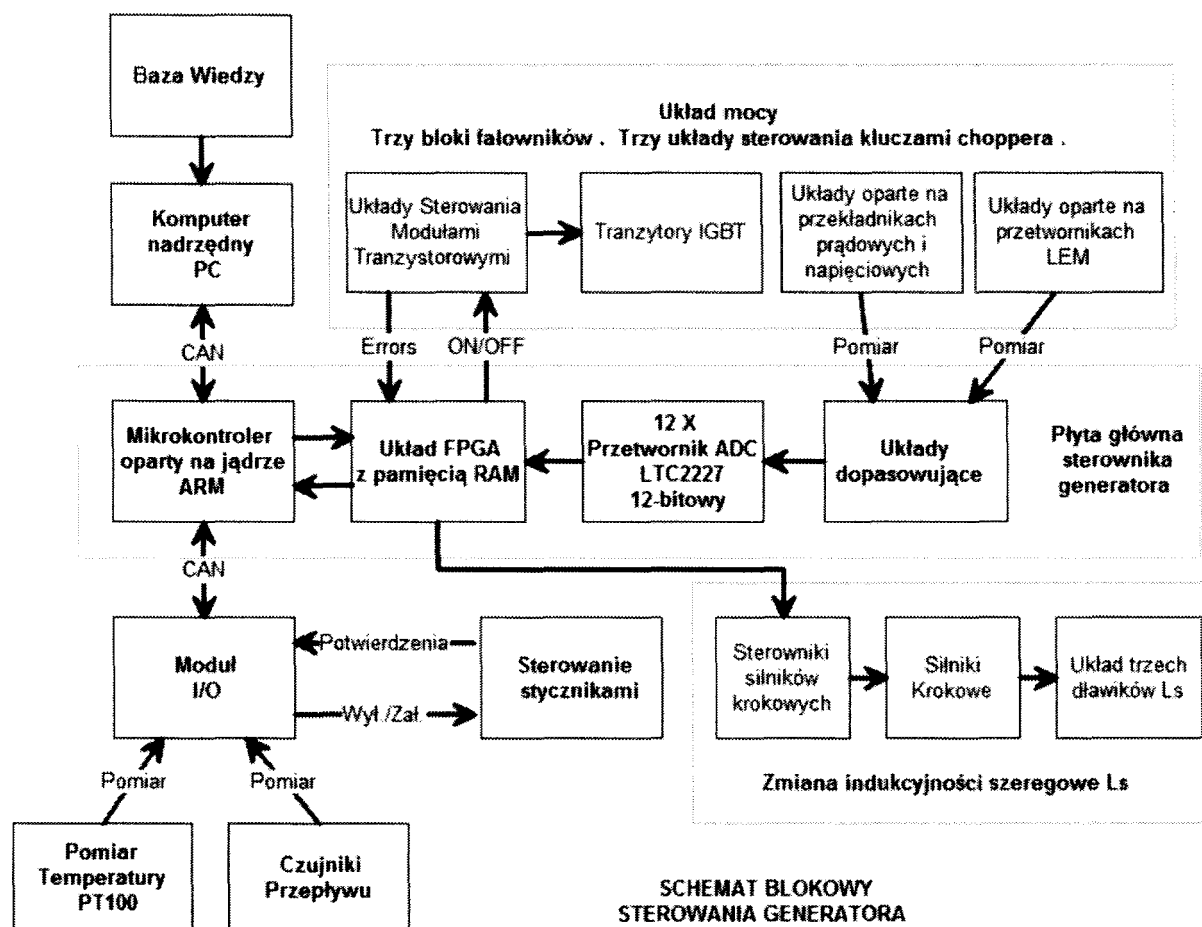 Baza Wiedzy
Układ mocy
Trzy bloki fałowników . Trzy układy sterowania kluczami choppera .
Komputer
nadrzędny
PC
Układy Sterowania
Modułami
Tranzystorowymi
Tranzytory IGBT
Układy oparte na
przekładnikach
prądowych i
napięciowych
Układy oparte na
przetwornikach
LEM
CAN
Errors
ON/OFF
Pomiar
Pomiar
Mikrokontroler
oparty na jądrze
ARM
Układ FPGA
z pamięcią RAM
12 X
Przetwornik ADC
LTC2227
12-bitowy
Układy
dopasowujące
Płyta główna
sterownika
generatora
CAN
Moduł
I/O
Potwierdzenia
Wył./Zał.
Sterowanie
stycznikami
Sterowniki
silników
krokowych
Silniki
Krokowe
Układ trzech
dławików Ls
Zmiana indukcyjności szeregowe Ls
Pomiar
Pomiar
Pomiar
Temperatury
PT100
Czujniki
Przepływu
SCHEMAT BLOKOWY
STEROWANIA GENERATORA